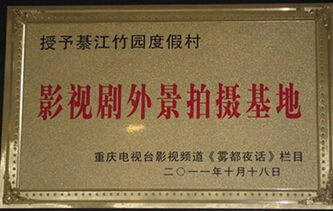 授予綦江竹园度假村
影视剧外景拍摄基地
重庆电视台影视频道《雾都夜话》栏目
二〇一一年十月十八日